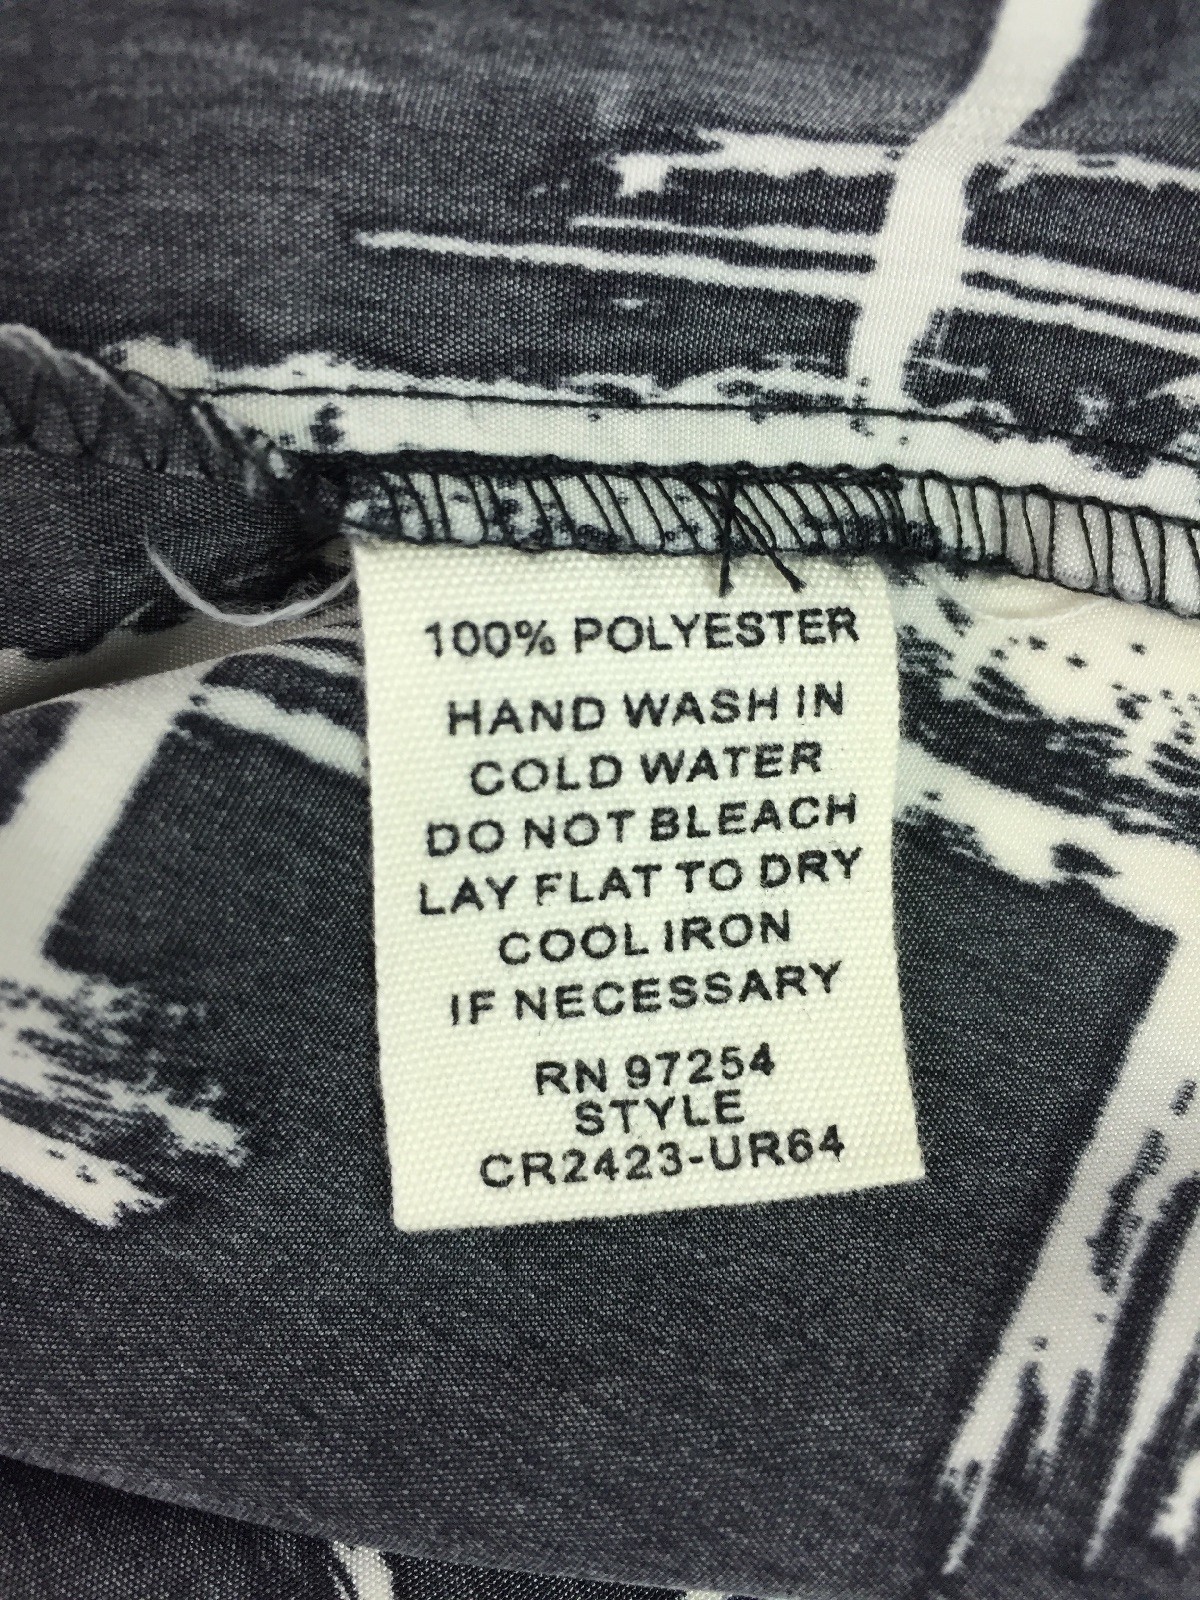 100% POLYESTER
HAND WASH IN
COLD WATER
DO NOT BLEACH
LAY FLAT TO DRY
COOL IRON
IF NECESSARY
RN 97254
STYLE
CR2423-UR64